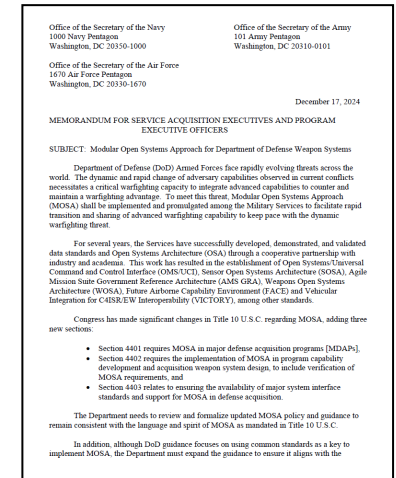 Office of the Secretary of the Navy
1000 Navy Pentagon
Washington, DC 20350-1000
Office of the Secretary of the Army
101 Army Pentagon
Washington, DC 20310-0101
Office of the Secretary of the Air Force
1670 Air Force Pentagon
Washington, DC 20330-1670
December 17, 2024
MEMORANDUM FOR SERVICE ACQUISITION EXECUTIVES AND PROGRAM
EXECUTIVE OFFICERS
SUBJECT: Modular Open Systems Approach for Department of Defense Weapon Systems
Department of Defense (DoD) Armed Forces face rapidly evolving threats across the
world. The dynamic and rapid change of adversary capabilities observed in current conflicts
necessitates a critical warfighting capacity to integrate advanced capabilities to counter and
maintain a warfighting advantage. To meet this threat, Modular Open Systems Approach
(MOSA) shall be implemented and promulgated among the Military Services to facilitate rapid
transition and sharing of advanced warfighting capability to keep pace with the dynamic
warfighting threat.
For several years, the Services have successfully developed, demonstrated, and validated
data standards and Open Systems Architecture (OSA) through a cooperative partnership with
industry and academia. This work has resulted in the establishment of Open Systems/Universal
Command and Control Interface (OMS/UCI), Sensor Open Systems Architecture (SOSA), Agile
Mission Suite Government Reference Architecture (AMS GRA), Weapons Open Systems
Architecture (WOSA), Future Airborne Capability Environment (FACE) and Vehicular
Integration for C4ISR/EW Interoperability (VICTORY), among other standards.
Congress has made significant changes in Title 10 U.S.C. regarding MOSA, adding three
new sections:
• Section 4401 requires MOSA in major defense acquisition programs [MDAPs],
• Section 4402 requires the implementation of MOSA in program capability
development and acquisition weapon system design, to include verification of
MOSA requirements, and
• Section 4403 relates to ensuring the availability of major system interface
standards and support for MOSA in defense acquisition.
The Department needs to review and formalize updated MOSA policy and guidance to
remain consistent with the language and spirit of MOSA as mandated in Title 10 U.S.C.
In addition, although DoD guidance focuses on using common standards as a key to
implement MOSA, the Department must expand the guidance to ensure it aligns with the